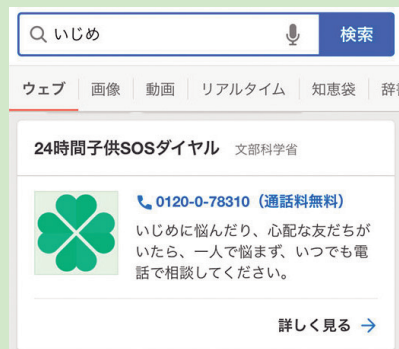 いじめ
検索
ウェブ 画像 動画 リアルタイム 知恵袋
24時間子供SOSダイヤル 文部科学省
0120-0-78310（通話料無料）
いじめに悩んだり、心配な友だちが
いたら、一人で悩まず、いつでも電
話で相談してください。
詳しく見る